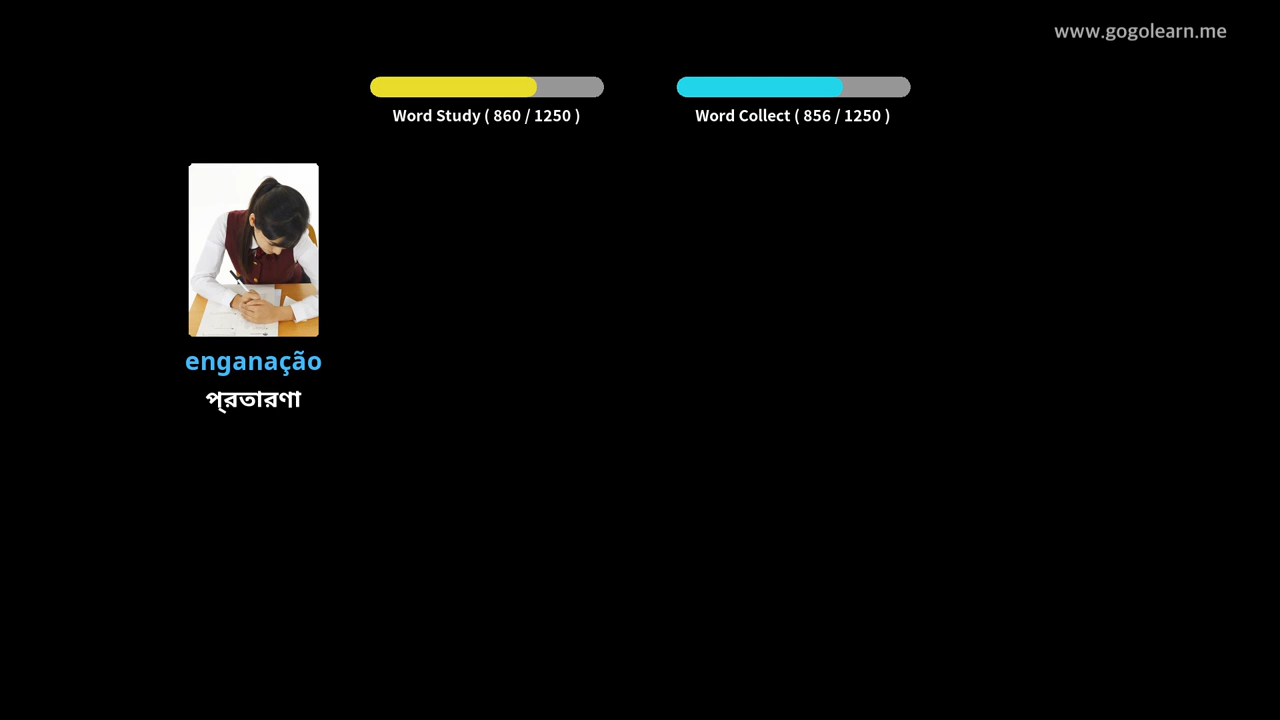 www.gogolearn.me
Word Study ( 860 / 1250 )
Word Collect ( 856 / 1250 )
enganação
প্রতারণা